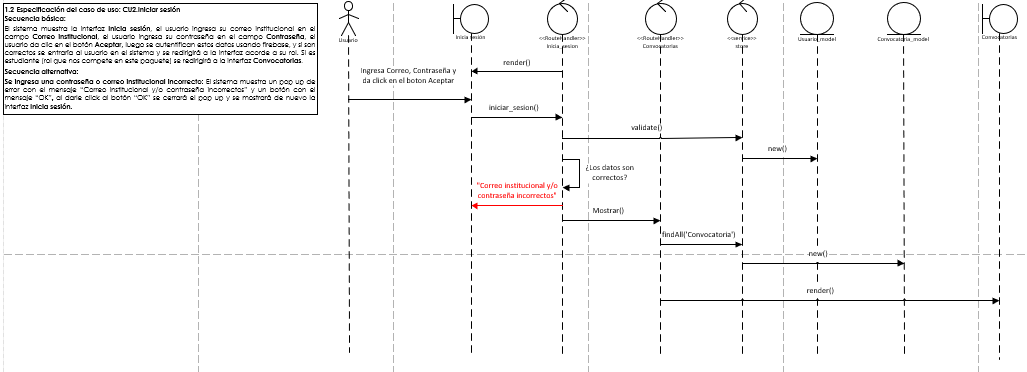 1.2 Especificación del caso de uso: CU2.Iniciar sesión
Secuencia básica:
El sistema muestra la interfaz Inicia sesión, el usuario ingresa su correo institucional en el
campo Correo Institucional, el usuario ingresa su contraseña en el campo Contraseña, el
usuario da clic en el botón Aceptar, luego se autentifican estos datos usando firebase, y si son
correctos se entraría al usuario en el sistema y se redirigirá a la interfaz acorde a su rol. Si es
estudiante (rol que nos compete en este paquete) se redirigirá a la interfaz Convocatorias.
Secuencia alternativa:
Se ingresa una contraseña o correo institucional incorrecto: El sistema muestra un pop up de
error con el mensaje "Correo institucional y/o contraseña incorrectos" y un botón con el
mensaje "OK", al darle click al botón "OK" se cerrará el pop up y se mostrará de nuevo la
interfaz Inicia sesión.
Usuario
Inicia_sesion
<<RouteHandler>>
Inicia_sesion
<<RouteHandler>>
Convocatorias
<<service>>
store
Usuario_model
Convocatoria_model
Convocatorias
render()
Ingresa Correo, Contraseña y
da click en el boton Aceptar
iniciar_sesion()
validate()
new()
¿Los datos son
correctos?
"Correo institucional y/o
contraseña incorrectos"
Mostrar()
findAll('Convocatoria')
new()
render()